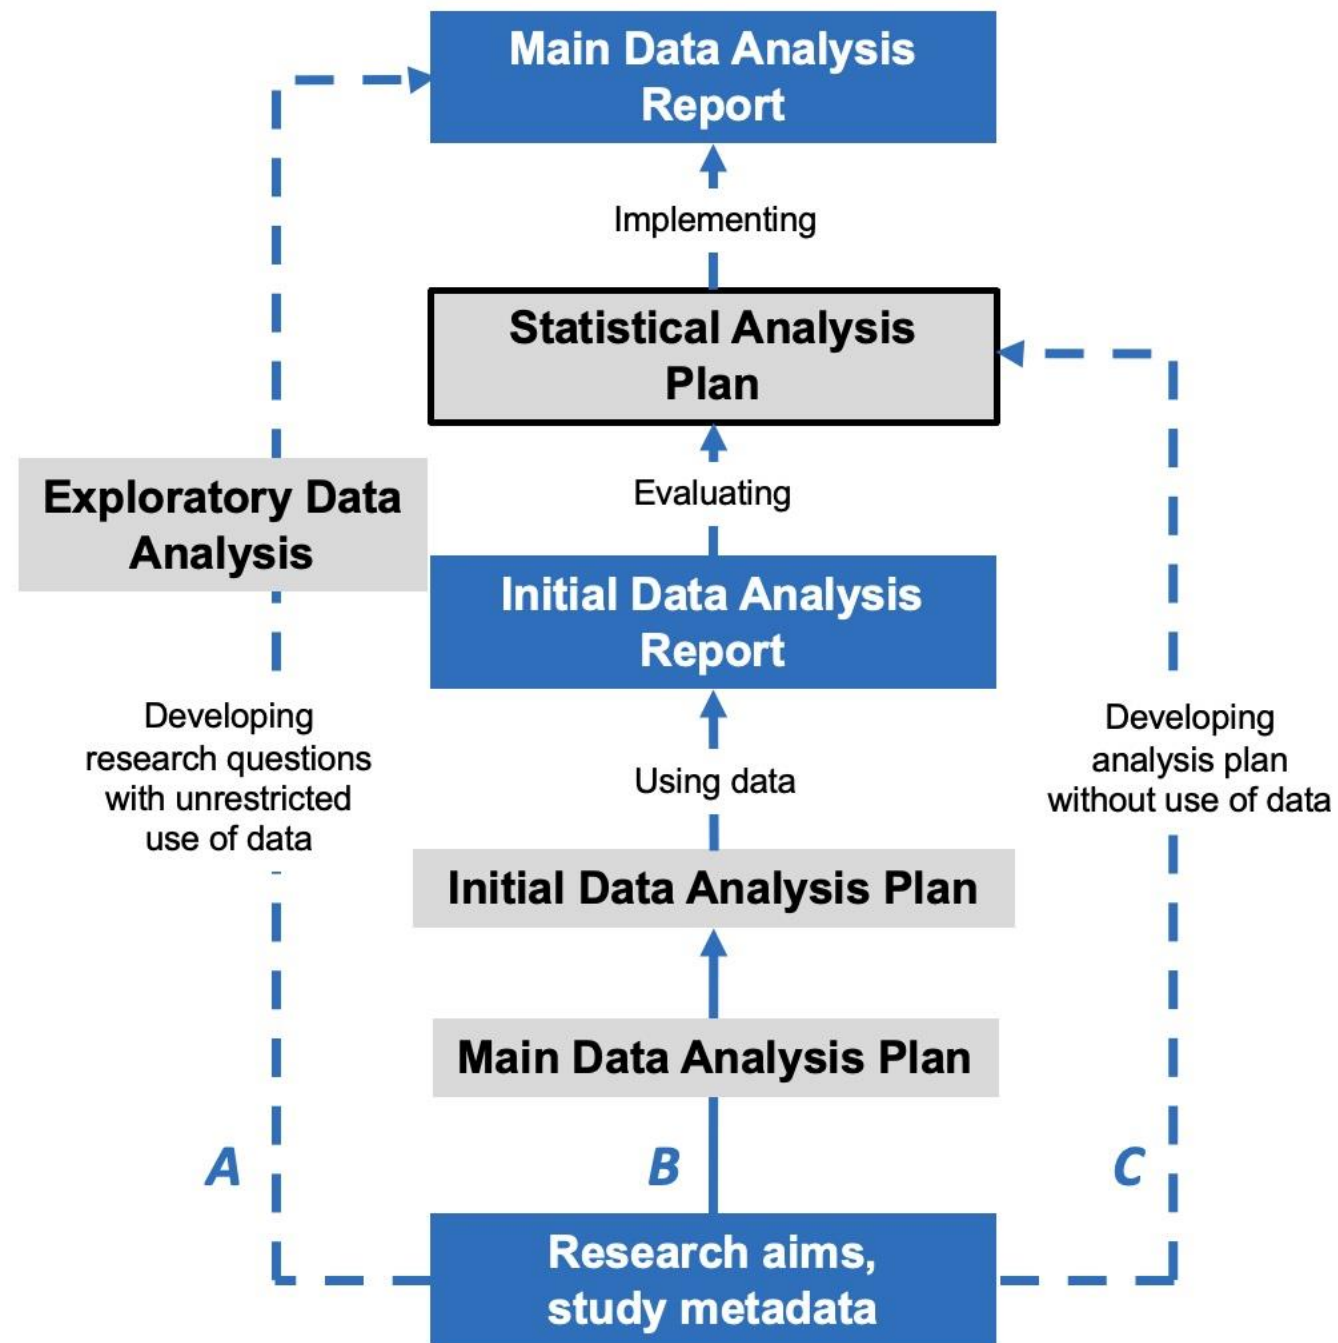 Main Data Analysis
Report
Implementing
Statistical Analysis
Plan
Evaluating
Exploratory Data
Analysis
Initial Data Analysis
Report
Developing
research questions
with unrestricted
use of data
Using data
Developing
analysis plan
without use of data
Initial Data Analysis Plan
Main Data Analysis Plan
A
B
C
Research aims,
study metadata